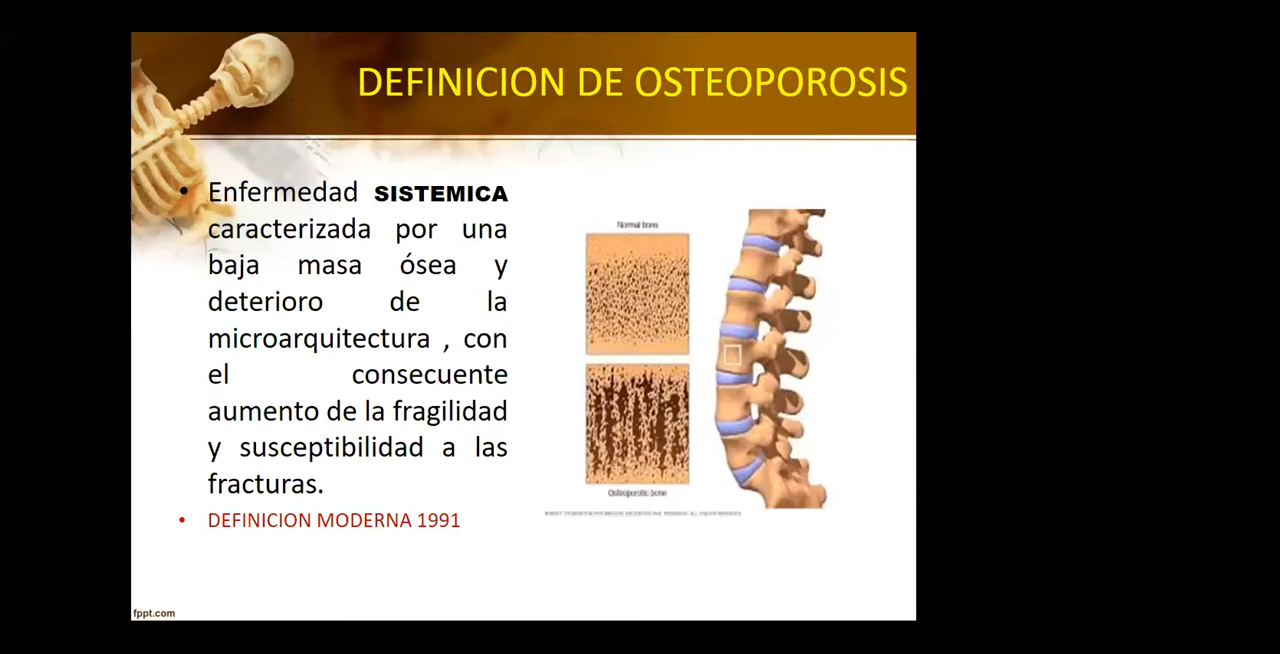 DEFINICION DE OSTEOPOROSIS
• Enfermedad SISTEMICA
caracterizada por una
baja masa ósea y
deterioro de la
microarquitectura , con
el consecuente
aumento de la fragilidad
y susceptibilidad a las
fracturas.
• DEFINICION MODERNA 1991
Normal bone
Osteoporotic bone
fppt.com